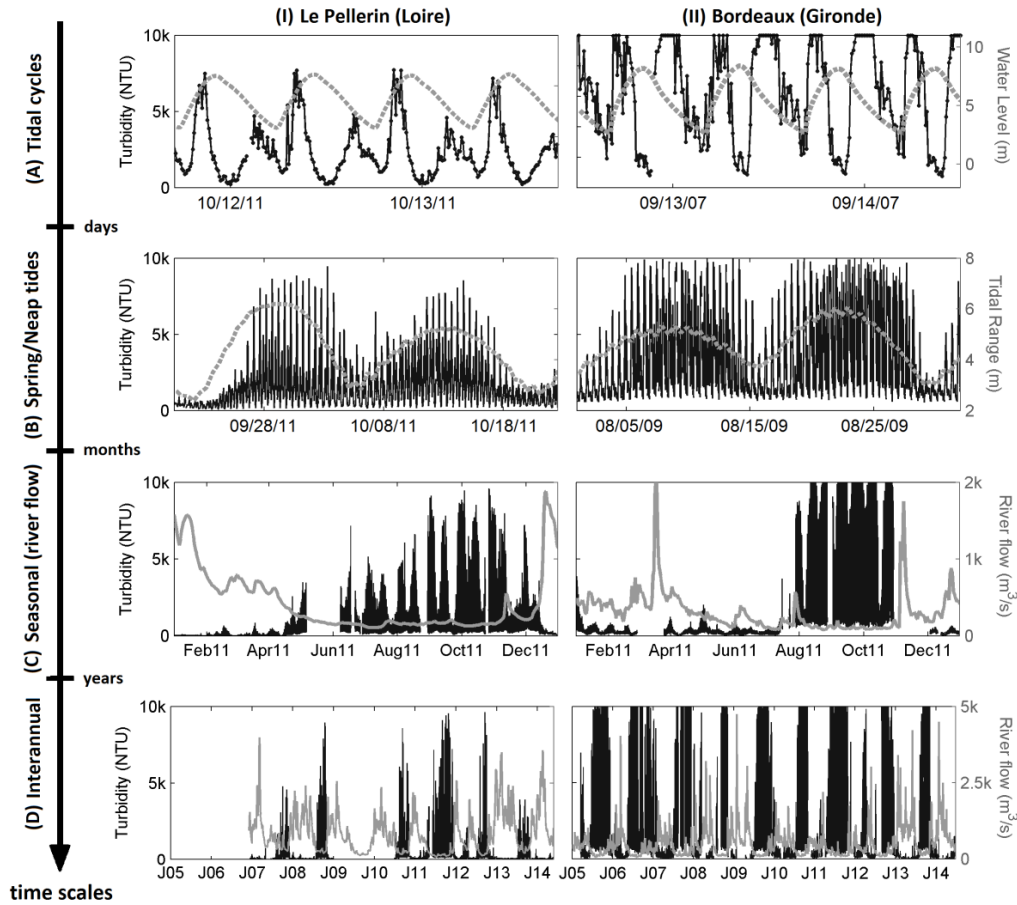 (I) Le Pellerin (Loire)
(II) Bordeaux (Gironde)
(A) Tidal cycles
Turbidity (NTU)
10k
5k
0
10/12/11
10/13/11
09/13/07
09/14/07
10
5
0
Water Level (m)
days
(B) Spring/Neap tides
Turbidity (NTU)
10k
5k
0
09/28/11
10/08/11
10/18/11
08/05/09
08/15/09
08/25/09
8
6
4
2
Tidal Range (m)
months
(C) Seasonal (river flow)
Turbidity (NTU)
10k
5k
0
Feb11
Apr11
Jun11
Aug11
Oct11
Dec11
Feb11
Apr11
Jun11
Aug11
Oct11
Dec11
2k
1k
0
River flow (m³/s)
years
(D) Interannual
Turbidity (NTU)
10k
5k
0
J05
J06
J07
J08
J09
J10
J11
J12
J13
J14
J05
J06
J07
J08
J09
J10
J11
J12
J13
J14
5k
2.5k
0
River flow (m³/s)
time scales